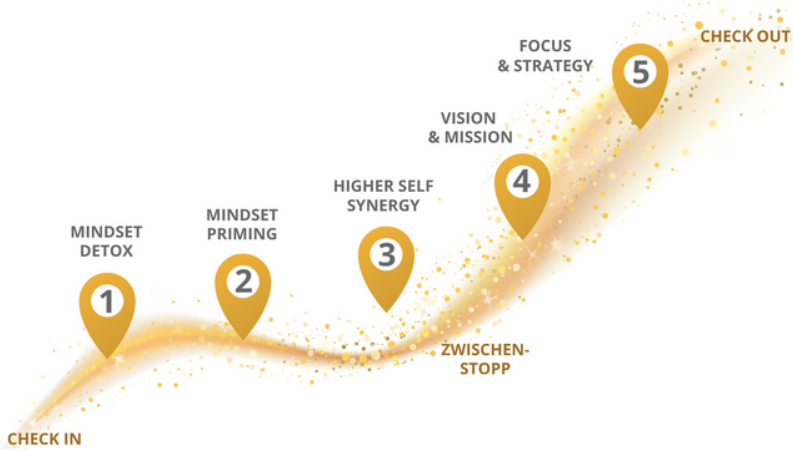 CHECK IN
1
MINDSET
DETOX
2
MINDSET
PRIMING
3
HIGHER SELF
SYNERGY
ZWISCHEN-
STOPP
4
VISION
& MISSION
5
FOCUS
& STRATEGY
CHECK OUT